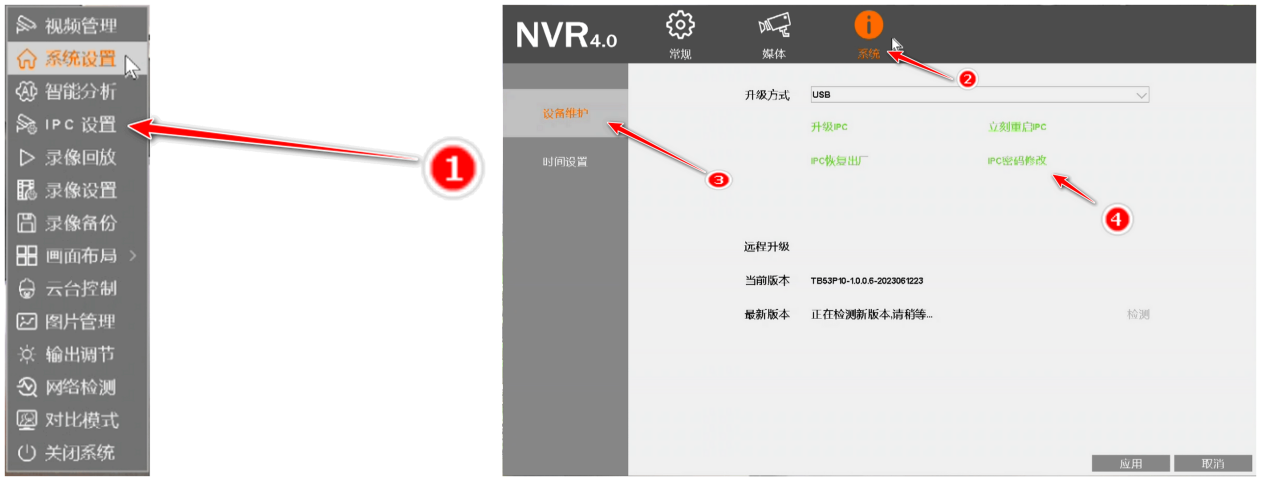 视频管理
系统设置
智能分析
IPC 设置
录像回放
录像设置
录像备份
画面布局
云台控制
图片管理
输出调节
网络检测
对比模式
关闭系统
1
NVR4.0
常规
媒体
系统
2
设备维护
时间设置
3
升级方式 USB
升级IPC 立刻重启IPC
IPC恢复出厂 IPC密码修改
4
远程升级
当前版本 TB53P10-1.0.0.6-2023061223
最新版本 正在检测新版本,请稍等... 检测
应用 取消